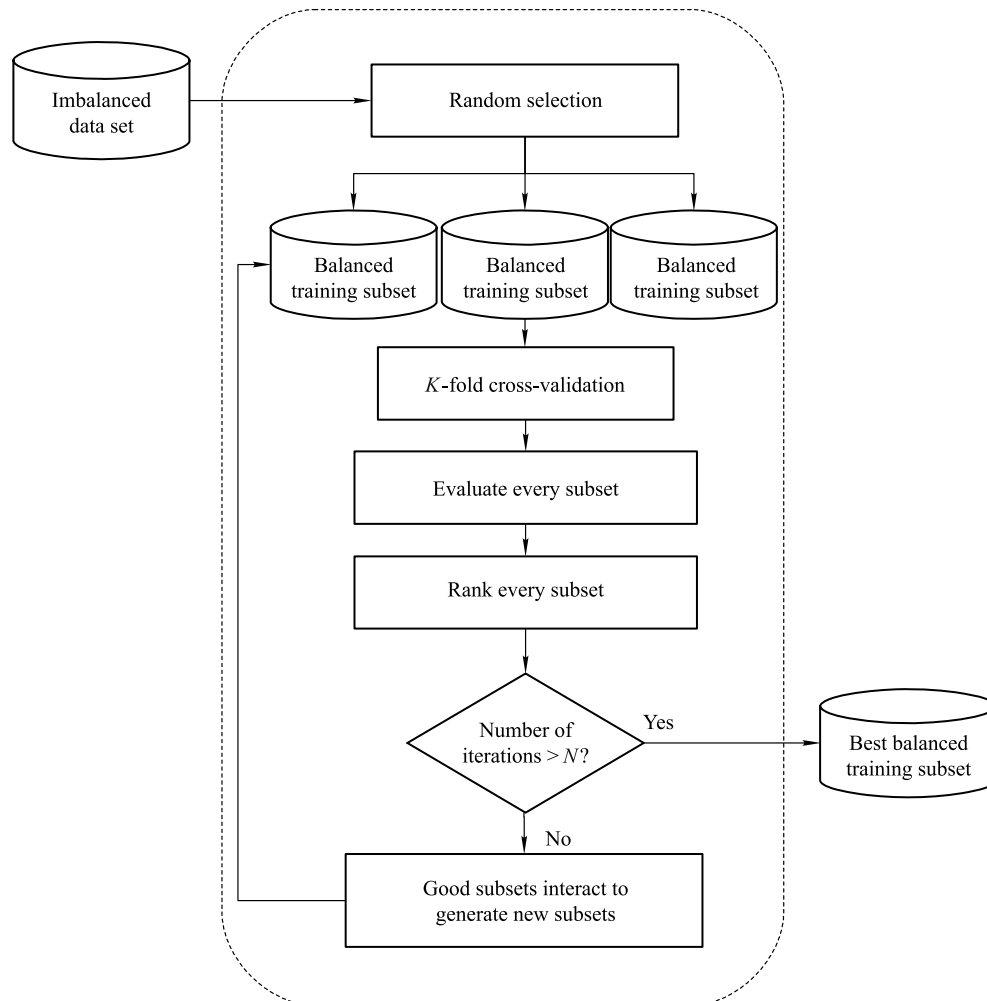 Imbalanced
data set
Random selection
Balanced
training subset
Balanced
training subset
Balanced
training subset
K-fold cross-validation
Evaluate every subset
Rank every subset
Number of
iterations > N?
Yes
Best balanced
training subset
No
Good subsets interact to
generate new subsets